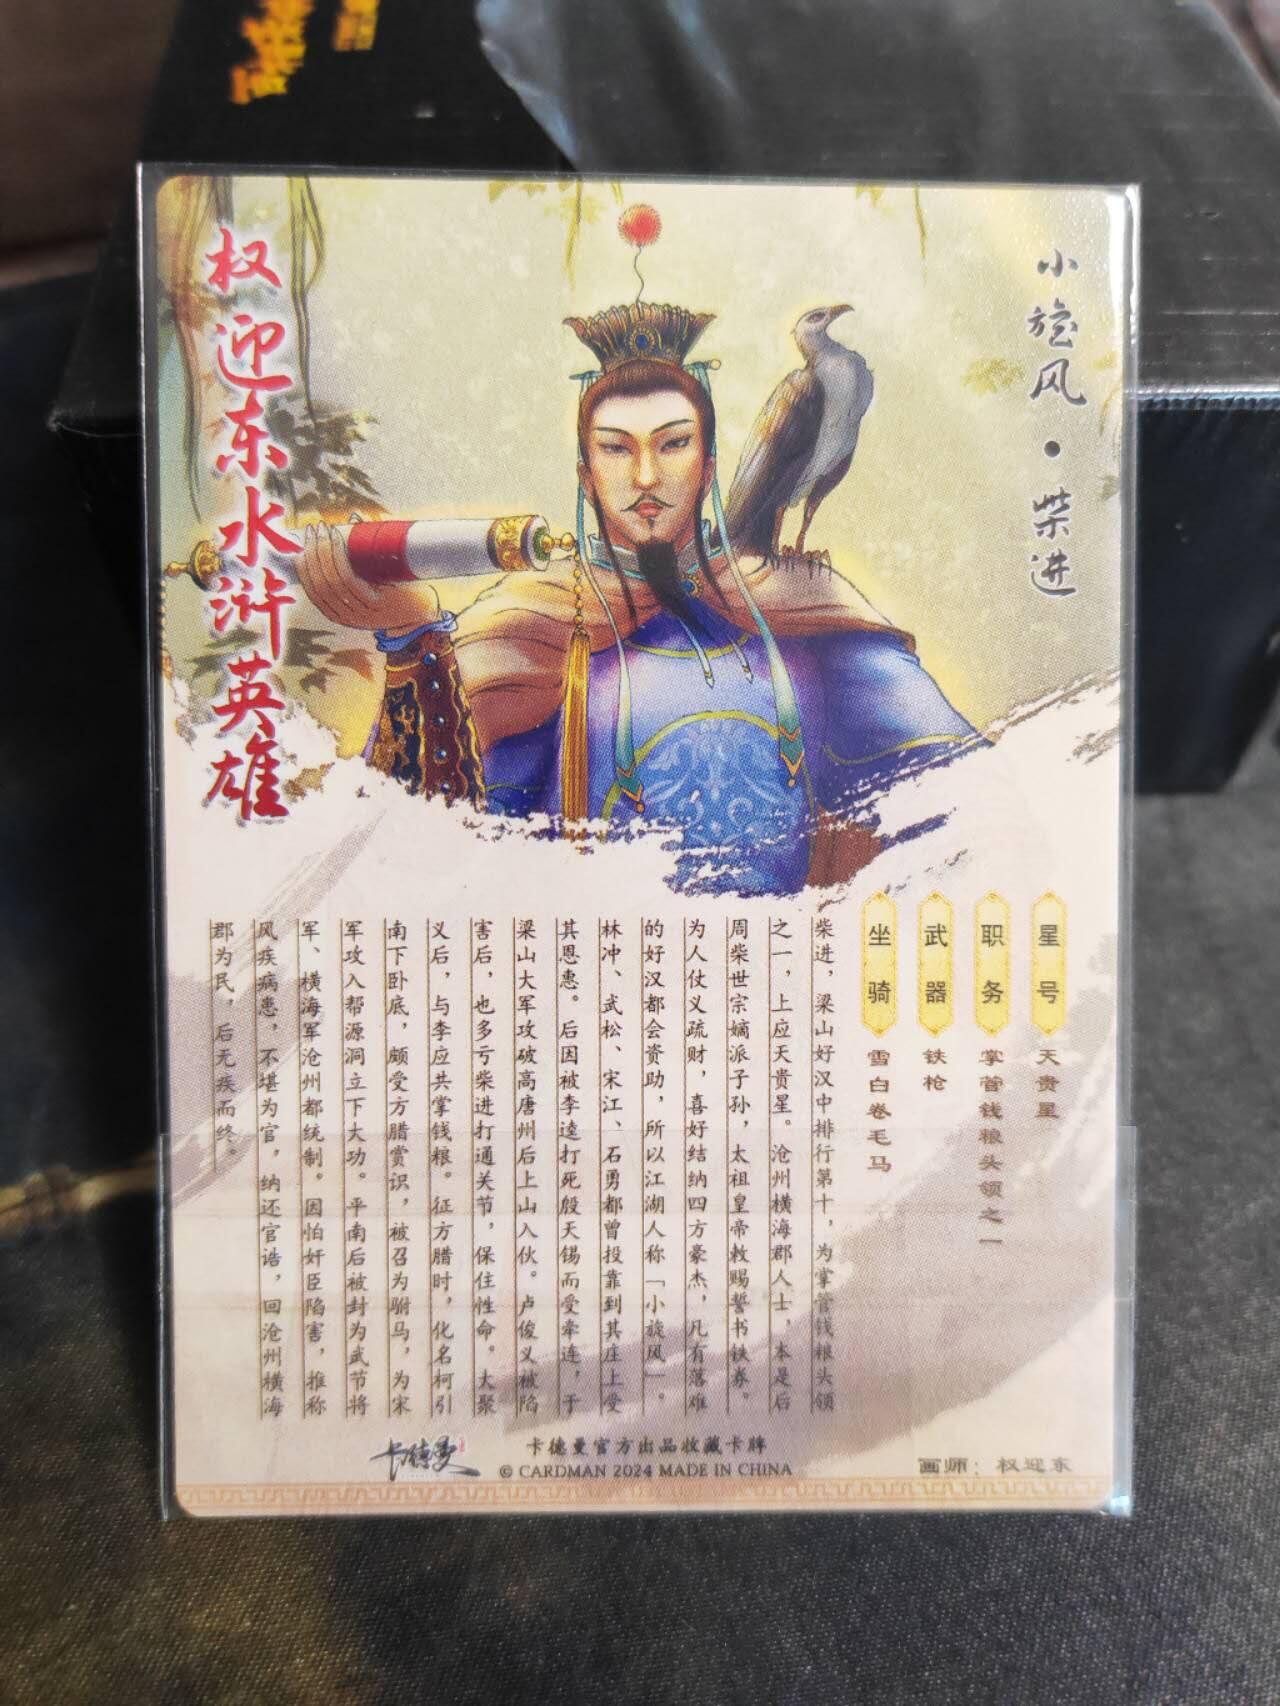 小旋风·柴进
权迎东水浒英雄
星号 天贵星
职务 掌管钱粮头领之一
武器 铁枪
坐骑 雪白卷毛马
柴进，梁山好汉中排行第十，为掌管钱粮头领
之一，上应天贵星。沧州横海郡人士，本是后
周柴世宗嫡派子孙，太祖皇帝敕赐誓书铁券。
为人仗义疏财，喜好结纳四方豪杰，凡有落难
的好汉都会资助，所以江湖人称「小旋风」。
林冲、武松、宋江、石勇都曾投靠到其庄上受
其恩惠。后因被李逵打死殷天锡而受牵连，于
梁山大军攻破高唐州后上山入伙。卢俊义被陷
害后，也多亏柴进打通关节，保住性命。大聚
义后，与李应共掌钱粮。征方腊时，化名柯引
南下卧底，颇受方腊赏识，被召为驸马，为宋
军攻入帮源洞立下大功。平南后被封为武节将
军、横海军沧州都统制。因怕奸臣陷害，推称
风疾病患，不堪为官，纳还官诰，回沧州横海
郡为民，后无疾而终。
卡德曼
卡德曼官方出品收藏卡牌
© CARDMAN 2024 MADE IN CHINA
画师：权迎东